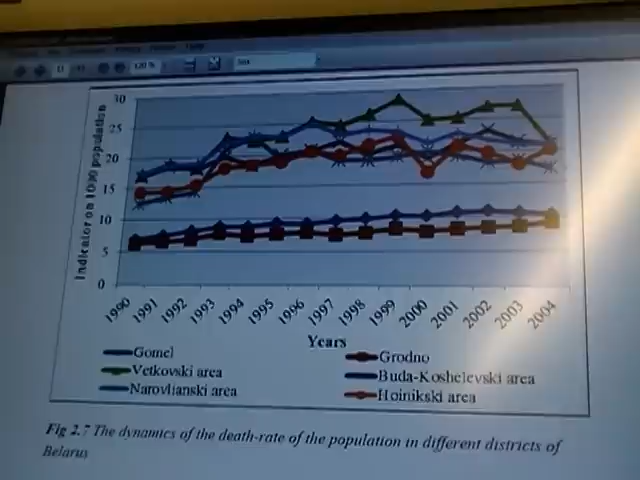 11
120%
30
25
20
15
10
5
0
Indicator on 1000 population
1990 1991 1992 1993 1994 1995 1996 1997 1998 1999 2000 2001 2002 2003 2004
Years
Gomel Grodno
Vetkovski area Buda-Koshelevski area
Narovlianski area Hoinikski area
Fig 2.7 The dynamics of the death-rate of the population in different districts of
Belarus